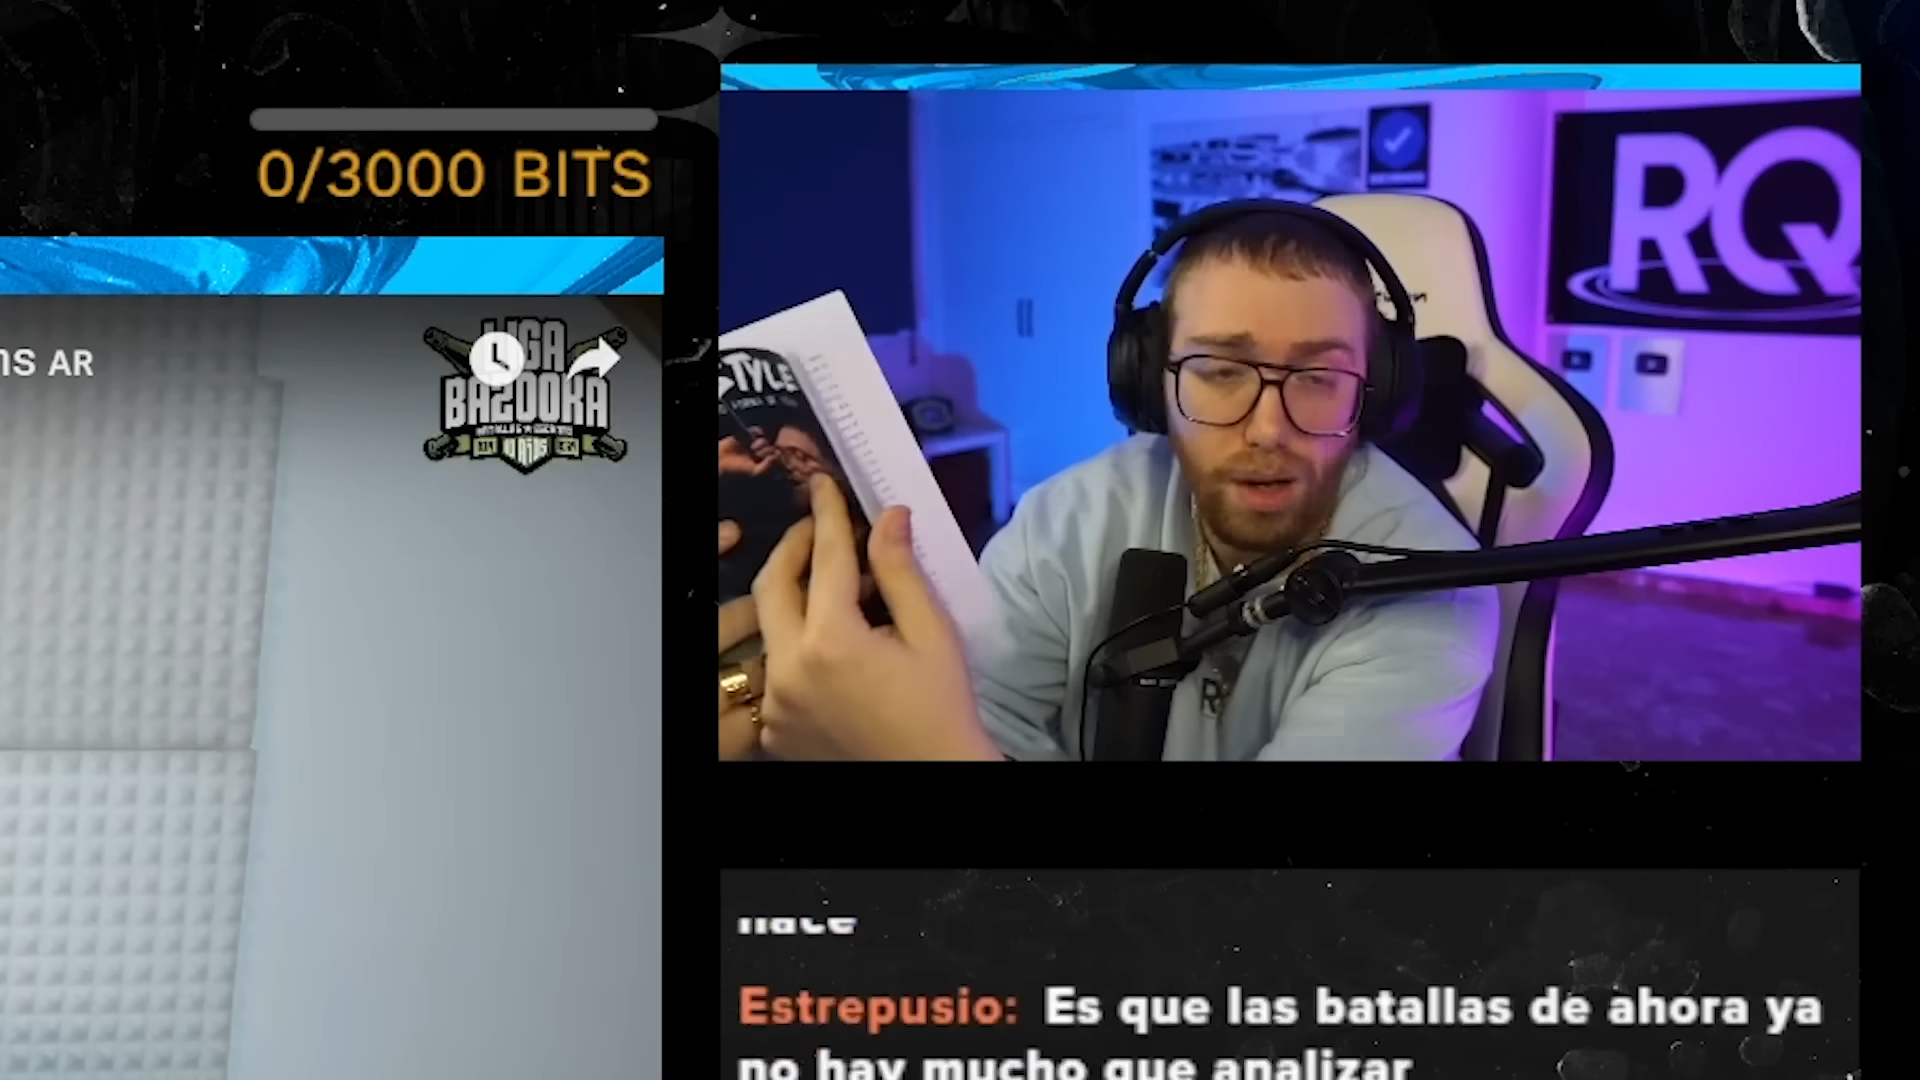 0/3000 BITS
RQ
MS AR
LIGA
BAZOOKA
TYLE
Estrepusio: Es que las batallas de ahora ya
no hay mucho que analizar